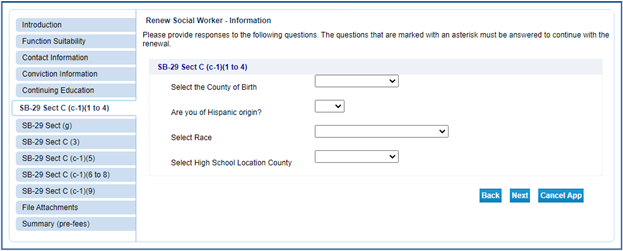 Introduction
Function Suitability
Contact Information
Conviction Information
Continuing Education
SB-29 Sect C (c-1)(1 to 4)
SB-29 Sect (g)
SB-29 Sect C (3)
SB-29 Sect C (c-1)(5)
SB-29 Sect C (c-1)(6 to 8)
SB-29 Sect C (c-1)(9)
File Attachments
Summary (pre-fees)
Renew Social Worker - Information
Please provide responses to the following questions. The questions that are marked with an asterisk must be answered to continue with the
renewal.
SB-29 Sect C (c-1)(1 to 4)
Select the County of Birth
Are you of Hispanic origin?
Select Race
Select High School Location County
Back Next Cancel App